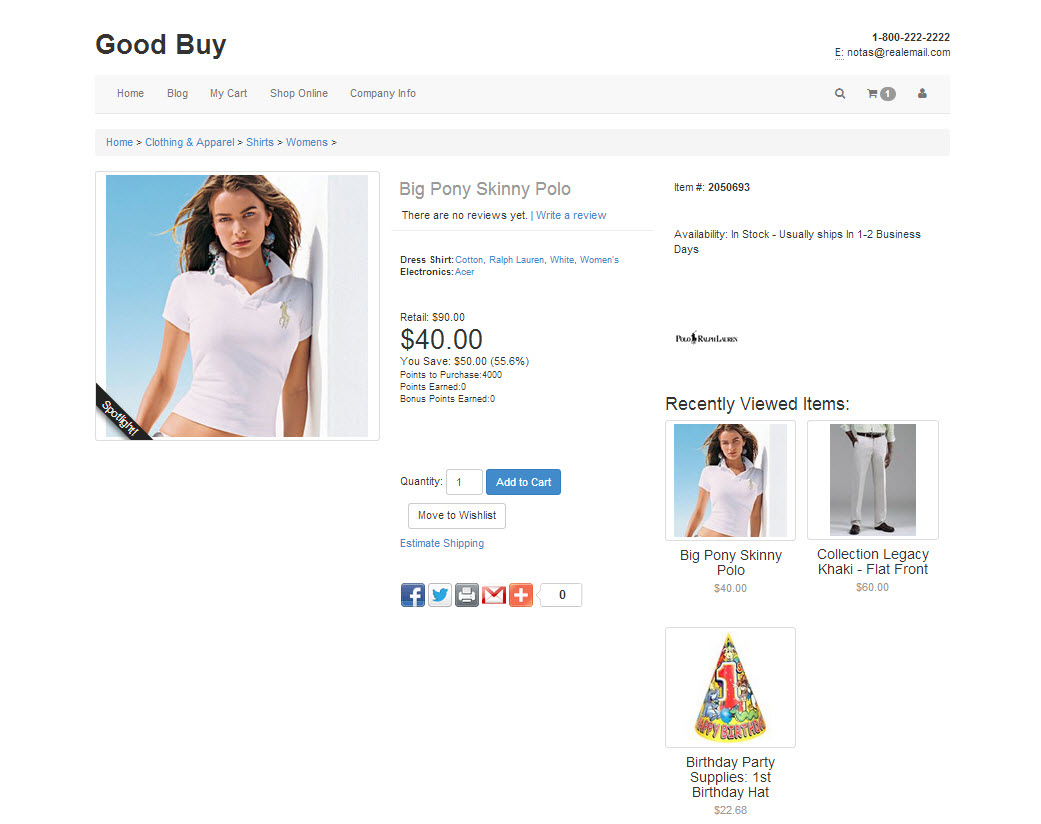 Good Buy
1-800-222-2222
E: notas@realemail.com
Home Blog My Cart Shop Online Company Info 1
Home > Clothing & Apparel > Shirts > Womens >
Spotlight!
Big Pony Skinny Polo
There are no reviews yet. | Write a review
Dress Shirt:Cotton, Ralph Lauren, White, Women's
Electronics:Acer
Retail: $90.00
$40.00
You Save: $50.00 (55.6%)
Points to Purchase:4000
Points Earned:0
Bonus Points Earned:0
Quantity: 1 Add to Cart
Move to Wishlist
Estimate Shipping
0
Item #: 2050693
Availability: In Stock - Usually ships In 1-2 Business
Days
POLO RALPH LAUREN
Recently Viewed Items:
Big Pony Skinny
Polo
$40.00
Collection Legacy
Khaki - Flat Front
$60.00
1
HAPPY BIRTHDAY
Birthday Party
Supplies: 1st
Birthday Hat
$22.68